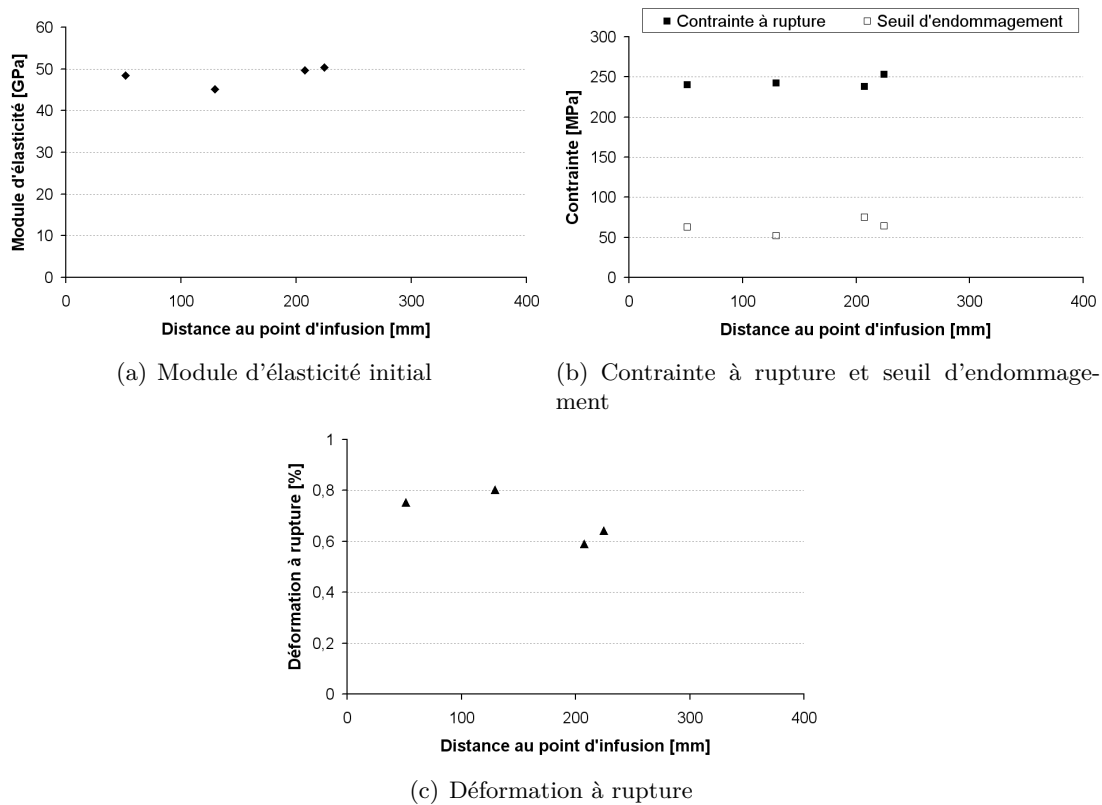 60
50
40
30
20
10
0
0 100 200 300 400
Module d'élasticité [GPa]
Distance au point d'infusion [mm]
(a) Module d'élasticité initial
Contrainte à rupture Seuil d'endommagement
300
250
200
150
100
50
0
0 100 200 300 400
Contrainte [MPa]
Distance au point d'infusion [mm]
(b) Contrainte à rupture et seuil d'endommage-
ment
1
0,8
0,6
0,4
0,2
0
0 100 200 300 400
Déformation à rupture [%]
Distance au point d'infusion [mm]
(c) Déformation à rupture